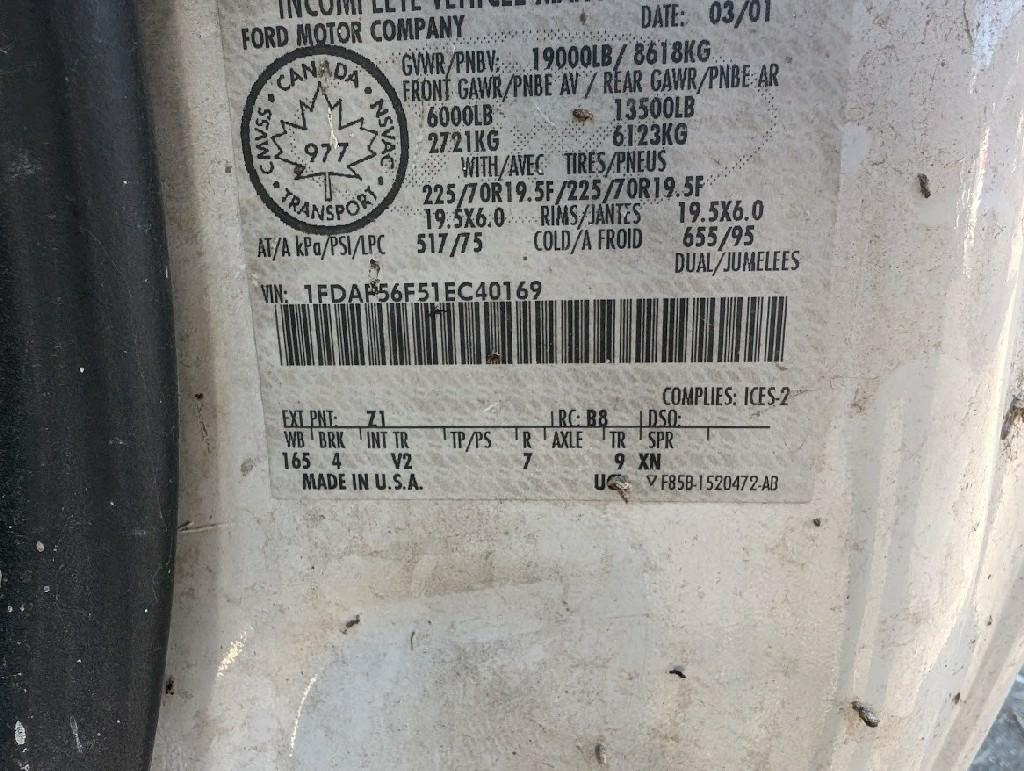 INCOMPLETE VEHICLE
DATE: 03/01
FORD MOTOR COMPANY
GVWR/PNBV: 19000LB/ 8618KG
FRONT GAWR/PNBE AV / REAR GAWR/PNBE AR
6000LB 13500LB
2721KG 6123KG
WITH/AVEC TIRES/PNEUS
225/70R19.5F/225/70R19.5F
19.5X6.0 RIMS/JANTES 19.5X6.0
AT/A kPa/PSI/LPC 517/75 COLD/A FROID 655/95
DUAL/JUMELEES
CANADA
CMVSS NSVAC
977
TRANSPORT
VIN: 1FDAF56F51EC40169
COMPLIES: ICES-2
EXT PNT: Z1 RC: B8 DSO:
WB BRK INT TR TP/PS R AXLE TR SPR
165 4 V2 7 9 XN
MADE IN U.S.A.
F85B-1520472-AB